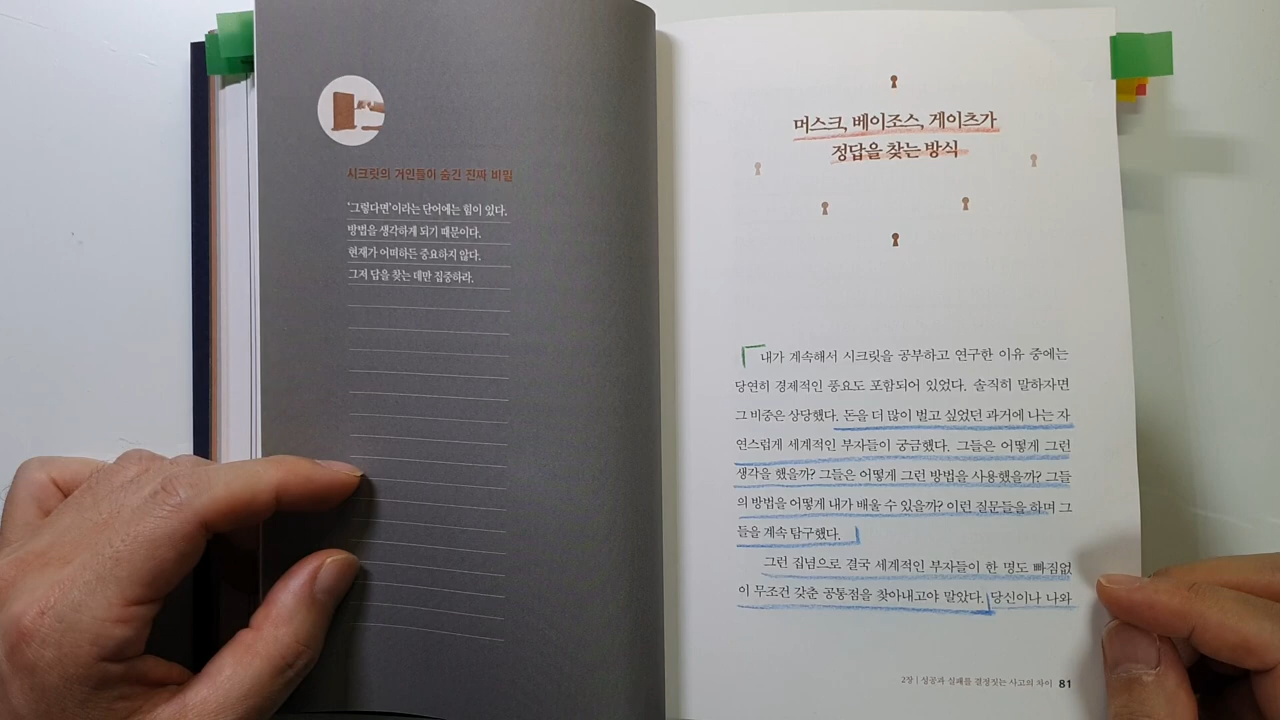 시크릿의 거인들이 숨긴 진짜 비밀
'그렇다면'이라는 단어에는 힘이 있다.
방법을 생각하게 되기 때문이다.
현재가 어떠하든 중요하지 않다.
그저 답을 찾는 데만 집중하라.
머스크, 베이조스, 게이츠가
정답을 찾는 방식
내가 계속해서 시크릿을 공부하고 연구한 이유 중에는
당연히 경제적인 풍요도 포함되어 있었다. 솔직히 말하자면
그 비중은 상당했다. 돈을 더 많이 벌고 싶었던 과거에 나는 자
연스럽게 세계적인 부자들이 궁금했다. 그들은 어떻게 그런
생각을 했을까? 그들은 어떻게 그런 방법을 사용했을까? 그들
의 방법을 어떻게 내가 배울 수 있을까? 이런 질문들을 하며 그
들을 계속 탐구했다.
그런 집념으로 결국 세계적인 부자들이 한 명도 빠짐없
이 무조건 갖춘 공통점을 찾아내고야 말았다. 당신이나 나와
2장 | 성공과 실패를 결정짓는 사고의 차이 81